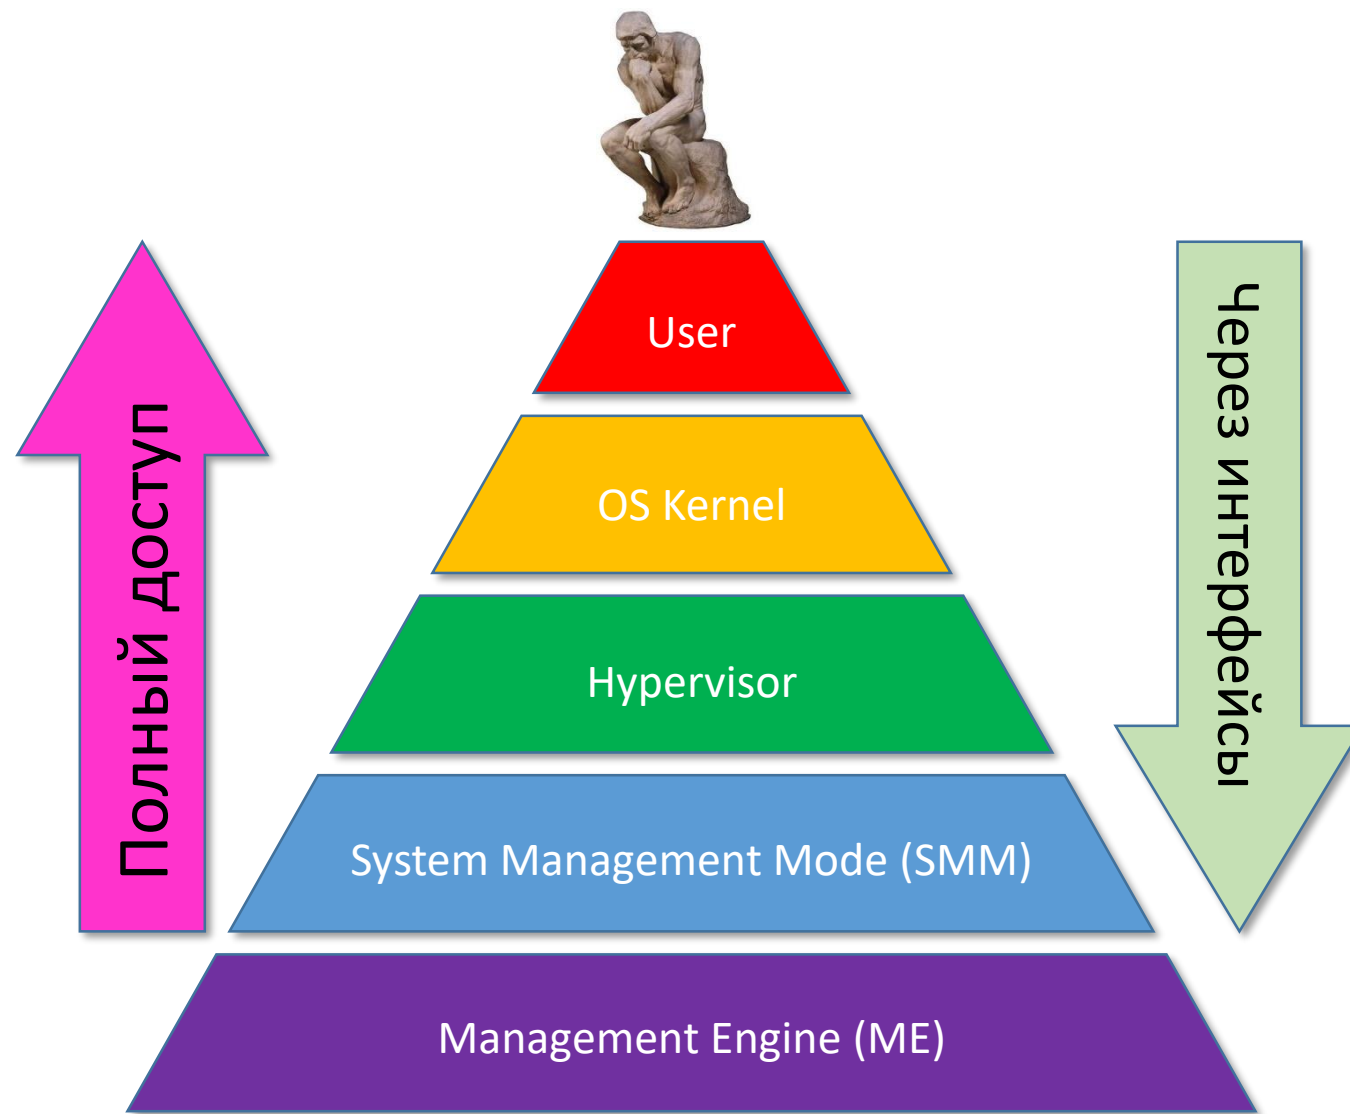 User
OS Kernel
Hypervisor
System Management Mode (SMM)
Management Engine (ME)
Полный доступ
Через интерфейсы